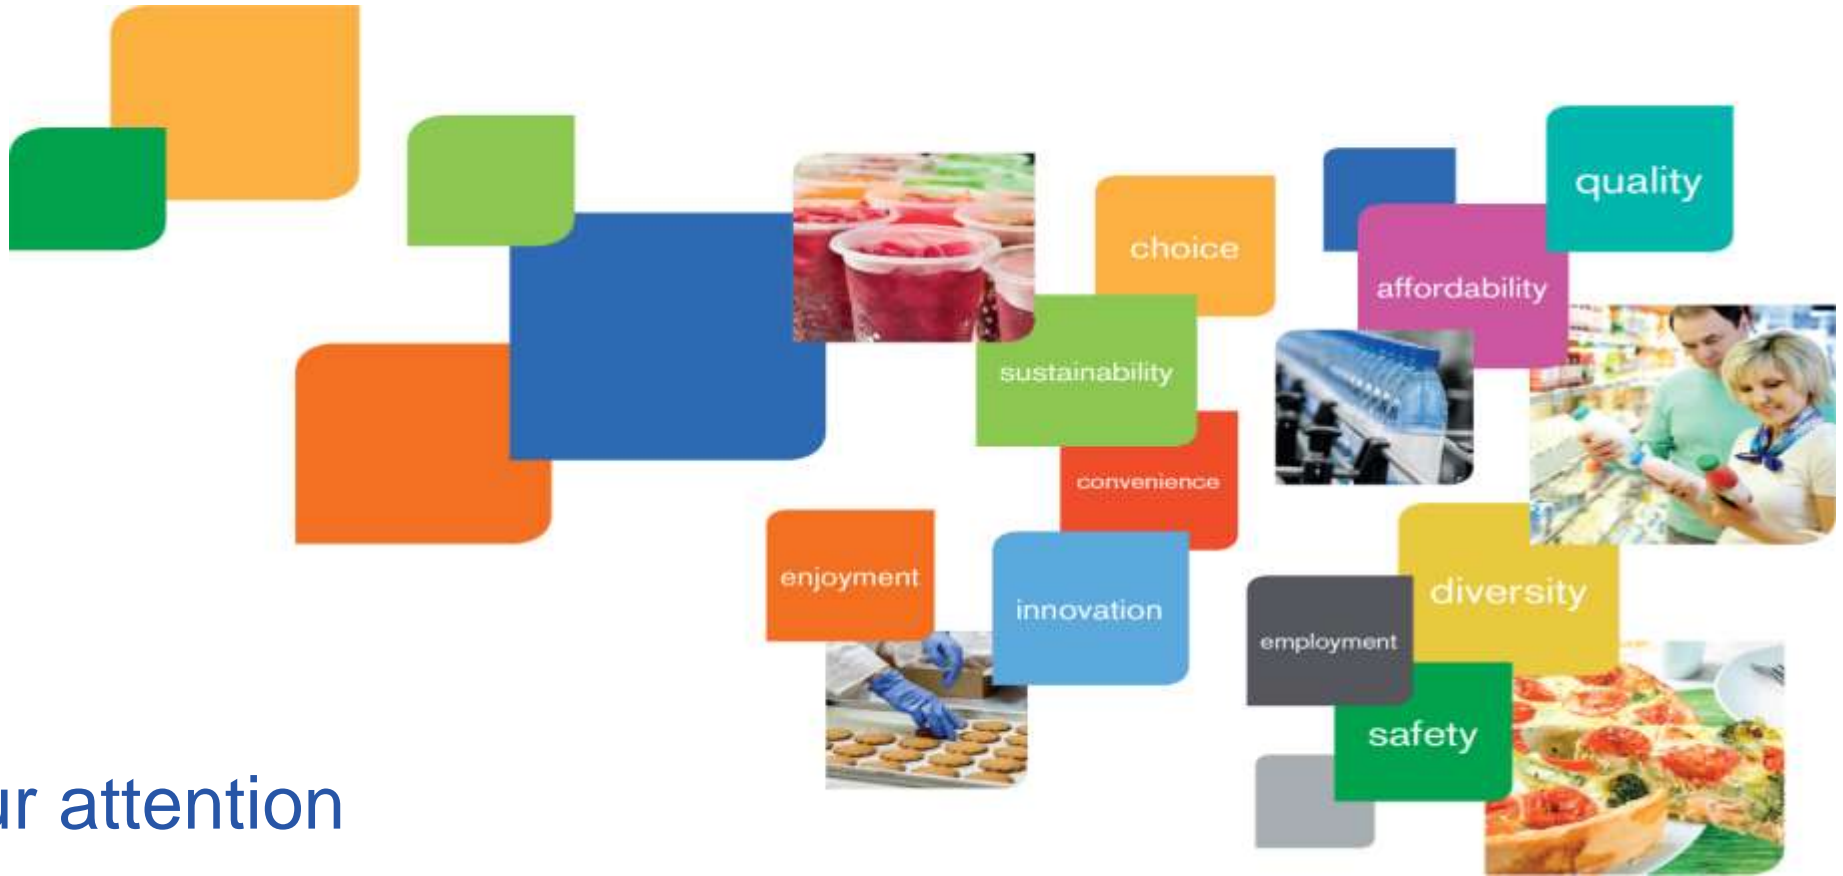 quality
choice
affordability
sustainability
convenience
enjoyment
innovation
diversity
employment
safety
ur attention